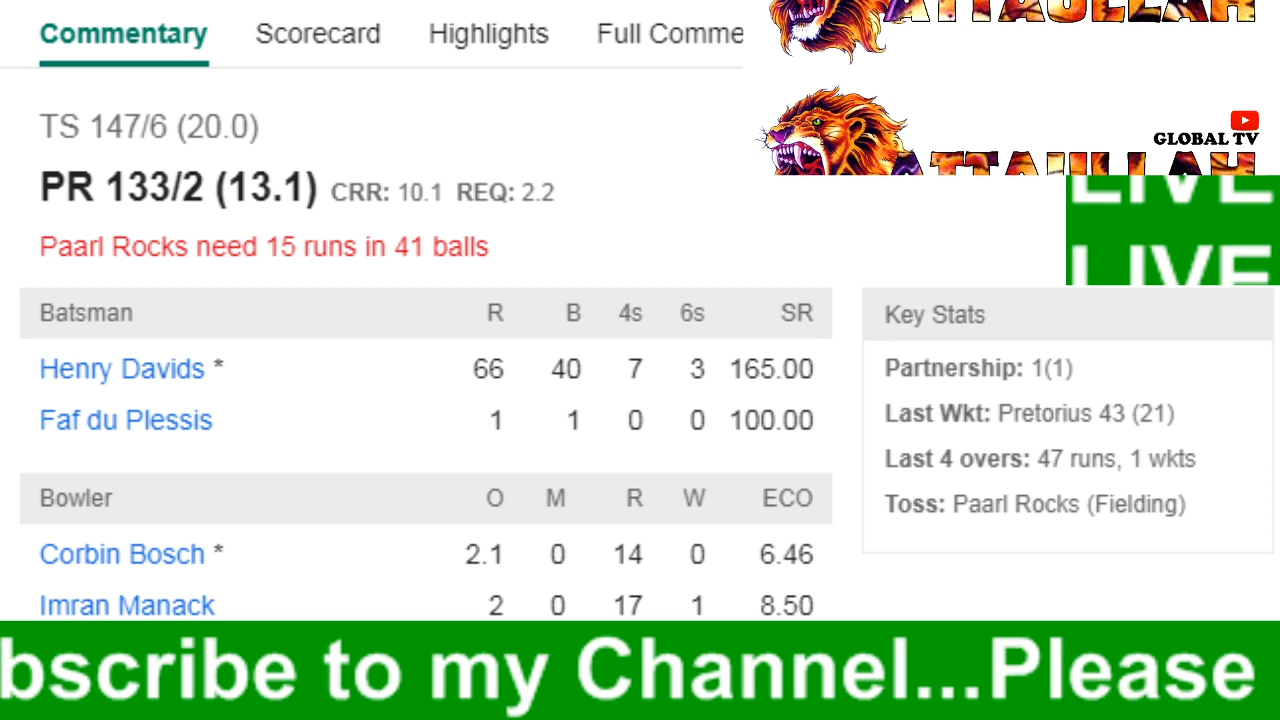 Commentary Scorecard Highlights Full Comme
ATTAULLAH
TS 147/6 (20.0)
GLOBAL TV
ATTAULLAH
PR 133/2 (13.1) CRR: 10.1 REQ: 2.2
LIVE
Paarl Rocks need 15 runs in 41 balls
LIVE
Batsman R B 4s 6s SR
Henry Davids * 66 40 7 3 165.00
Faf du Plessis 1 1 0 0 100.00
Bowler O M R W ECO
Corbin Bosch * 2.1 0 14 0 6.46
Imran Manack 2 0 17 1 8.50
Key Stats
Partnership: 1(1)
Last Wkt: Pretorius 43 (21)
Last 4 overs: 47 runs, 1 wkts
Toss: Paarl Rocks (Fielding)
bscribe to my Channel...Please